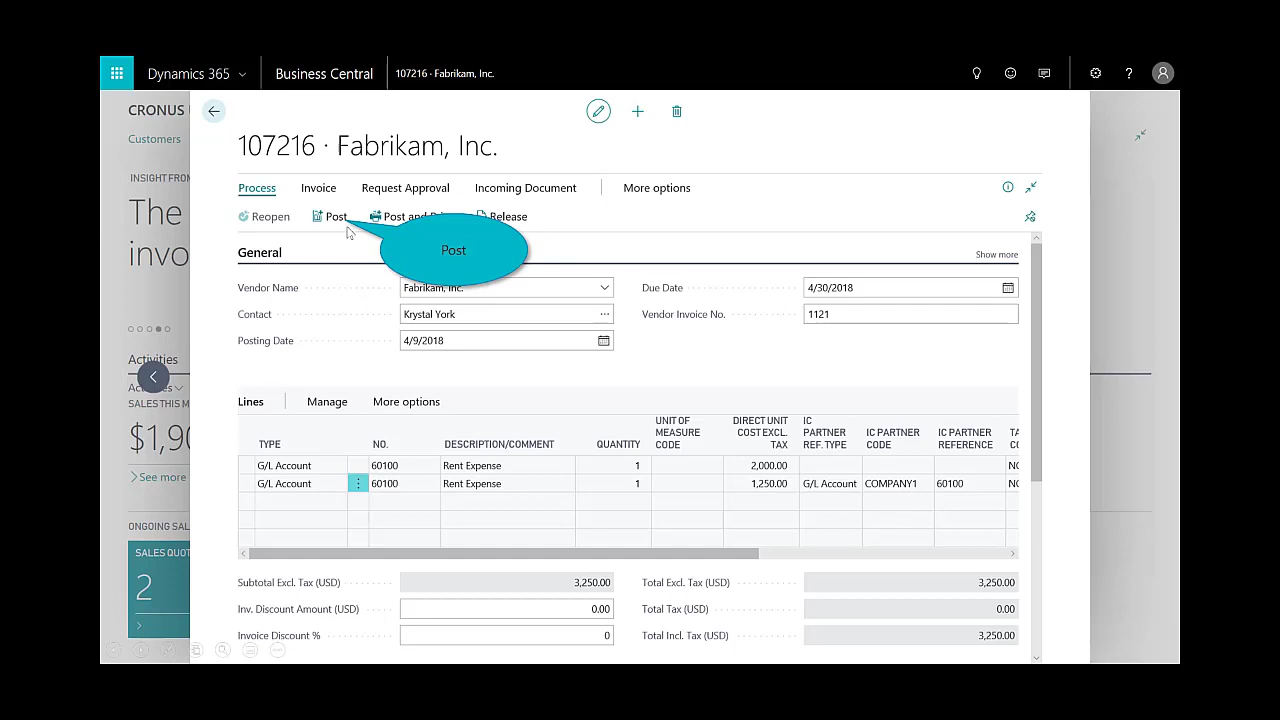 Dynamics 365 Business Central 107216 · Fabrikam, Inc. ?
CRONUS
Customers
107216 · Fabrikam, Inc.
INSIGHT FROM
The
invo
Process Invoice Request Approval Incoming Document More options
Reopen Post Post and Release
Post
General Show more
Vendor Name Fabrikam, Inc. Due Date 4/30/2018
Contact Krystal York Vendor Invoice No. 1121
Posting Date 4/9/2018
Activities
Activities
SALES THIS M
$1,90
See more
ONGOING SAL
SALES QUOT
2
Lines Manage More options
TYPE NO. DESCRIPTION/COMMENT QUANTITY UNIT OF MEASURE CODE DIRECT UNIT COST EXCL. TAX IC PARTNER REF. TYPE IC PARTNER CODE IC PARTNER REFERENCE TA C
G/L Account 60100 Rent Expense 1 2,000.00 NO
G/L Account 60100 Rent Expense 1 1,250.00 G/L Account COMPANY1 60100 NO
Subtotal Excl. Tax (USD) 3,250.00 Total Excl. Tax (USD) 3,250.00
Inv. Discount Amount (USD) 0.00 Total Tax (USD) 0.00
Invoice Discount % 0 Total Incl. Tax (USD) 3,250.00